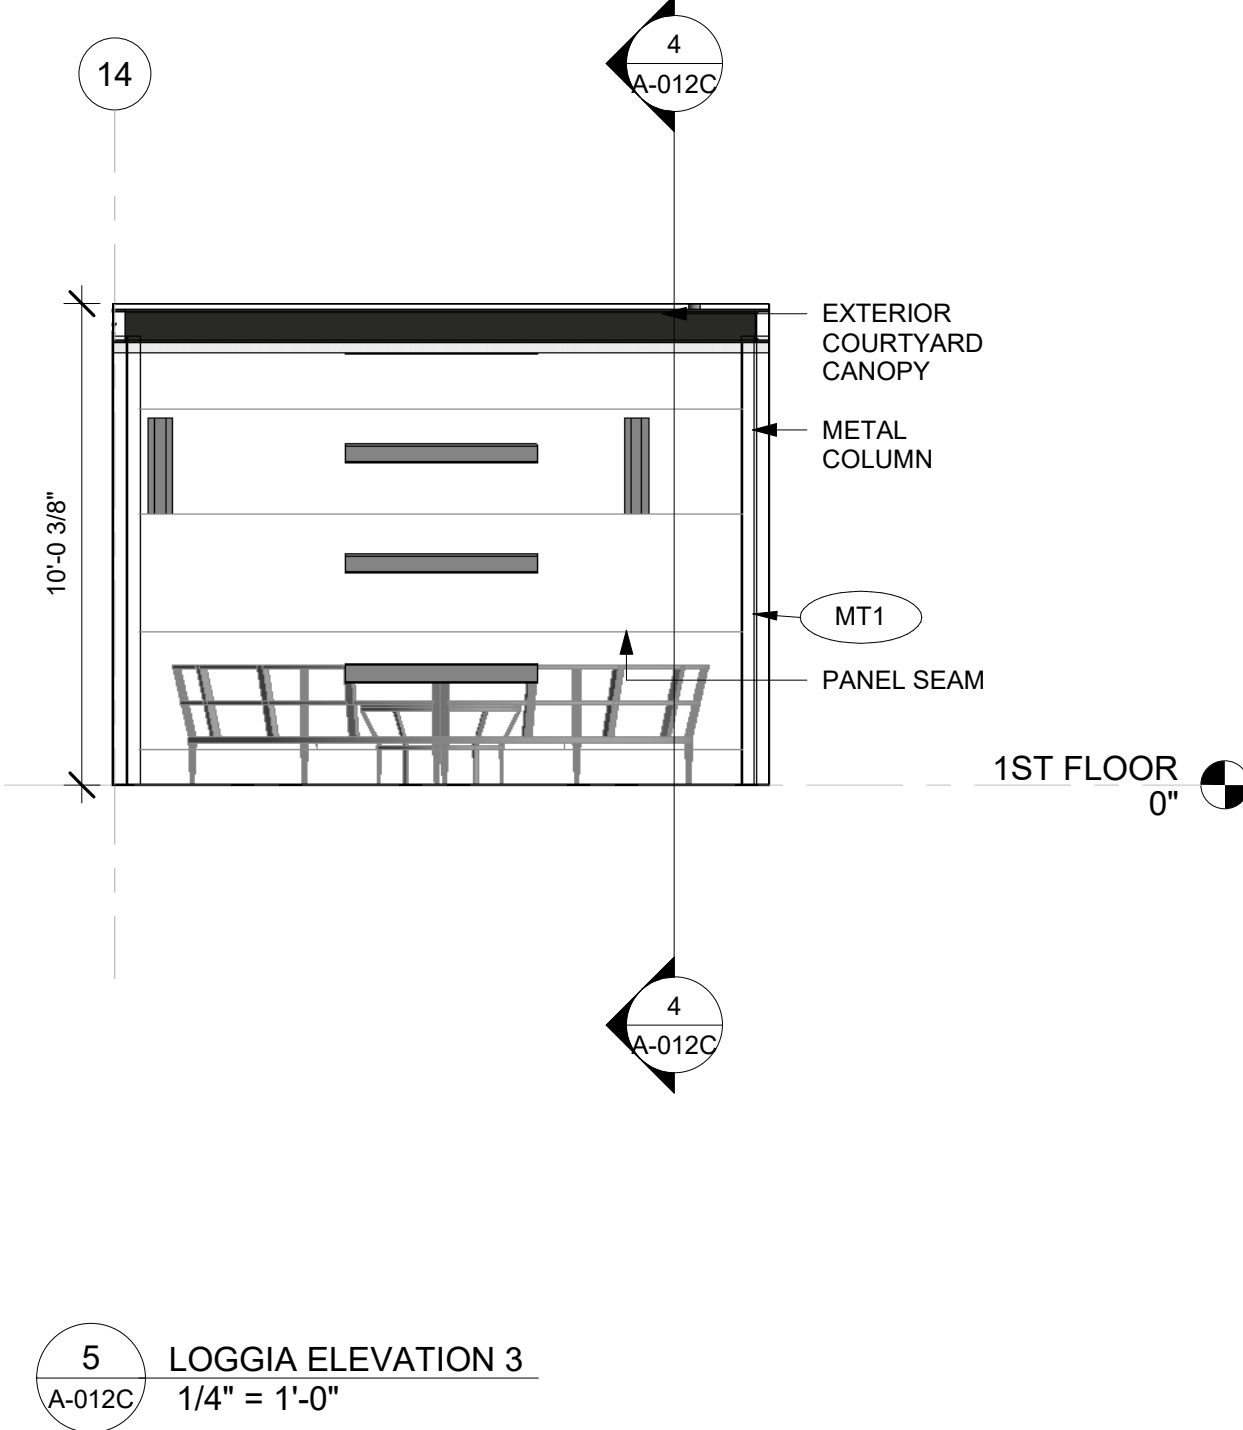 4
A-012C
14
EXTERIOR
COURTYARD
CANOPY
METAL
COLUMN
10'-0 3/8"
MT1
PANEL SEAM
1ST FLOOR
0"
4
A-012C
5
A-012C
LOGGIA ELEVATION 3
1/4" = 1'-0"